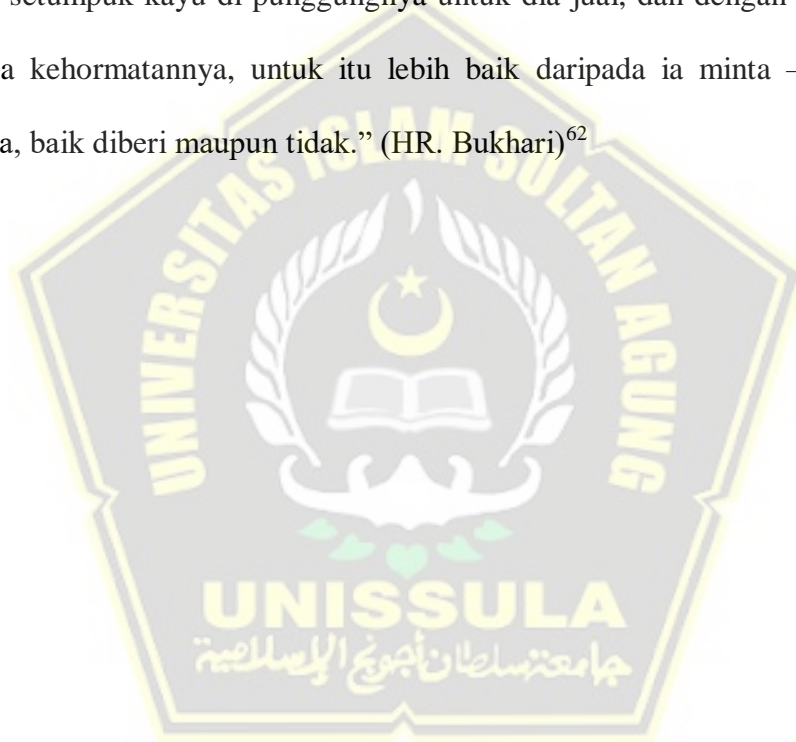 setumpuk kayu di punggungnya untuk dia jual, dan dengan
a kehormatannya, untuk itu lebih baik daripada ia minta –
a, baik diberi maupun tidak.” (HR. Bukhari)62
UNIVERSITAS ISLAM SULTAN AGUNG
UNISSULA
جامعة سلطان أجونج الإسلامية